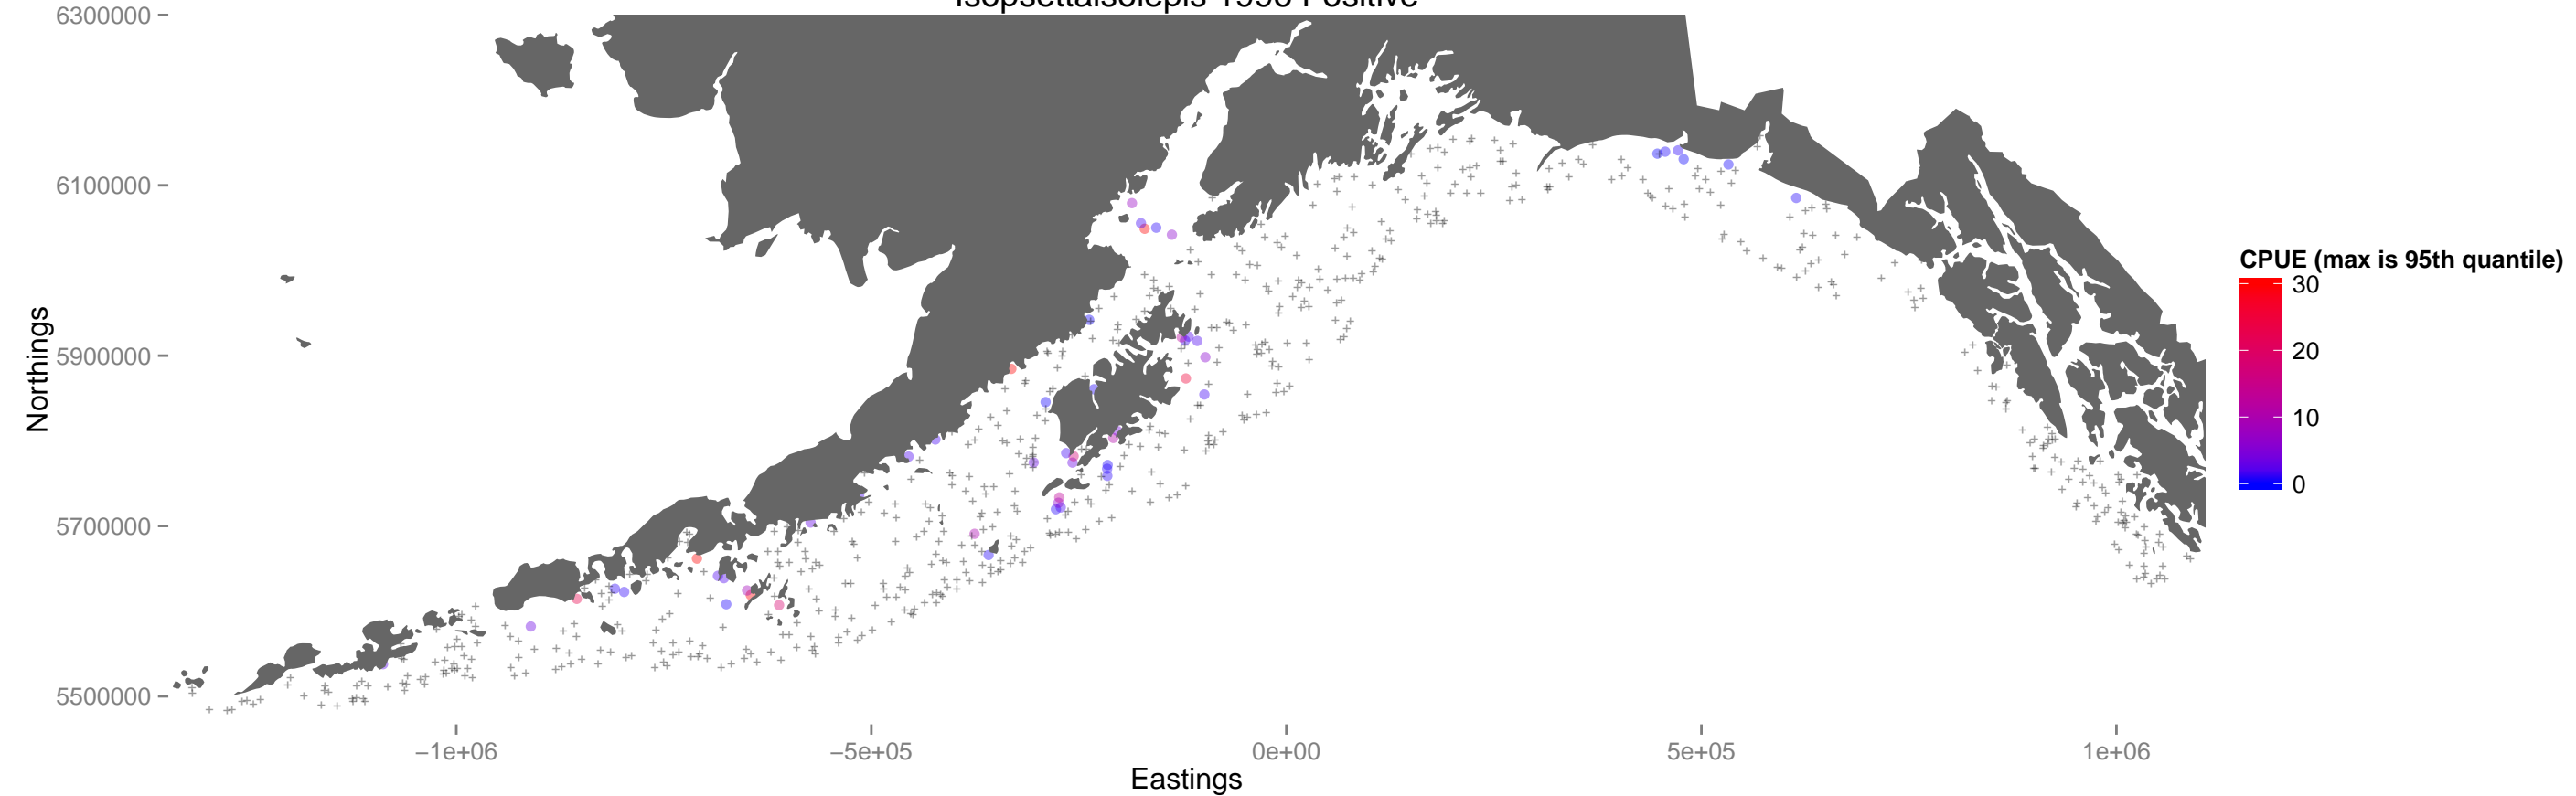 Isopsettaisolepis 1996 Positive
6300000
6100000
5900000
5700000
5500000
Northings
−1e+06
−5e+05
0e+00
5e+05
1e+06
Eastings
CPUE (max is 95th quantile)
30
20
10
0